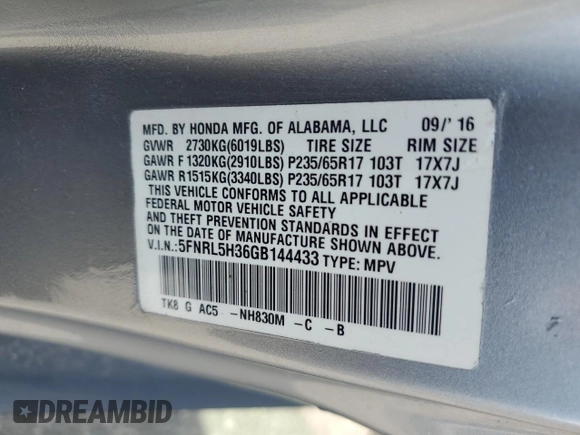 MFD. BY HONDA MFG. OF ALABAMA, LLC 09/' 16
GVWR 2730KG(6019LBS) TIRE SIZE RIM SIZE
GAWR F1320KG(2910LBS) P235/65R17 103T 17X7J
GAWR R1515KG(3340LBS) P235/65R17 103T 17X7J
THIS VEHICLE CONFORMS TO ALL APPLICABLE
FEDERAL MOTOR VEHICLE SAFETY
AND THEFT PREVENTION STANDARDS IN EFFECT
ON THE DATE OF MANUFACTURE SHOWN ABOVE.
V.I.N.:5FNRL5H36GB144433 TYPE: MPV
TK8 G AC5 -NH830M -C -B
DREAMBID